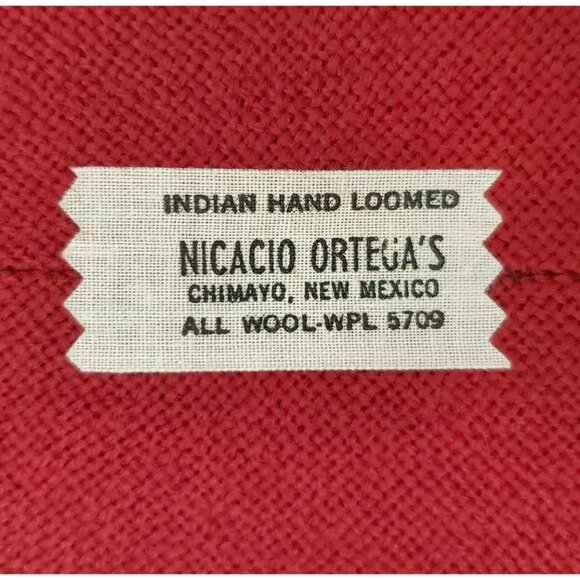 INDIAN HAND LOOMED
NICACIO ORTEGA'S
CHIMAYO, NEW MEXICO
ALL WOOL-WPL 5709